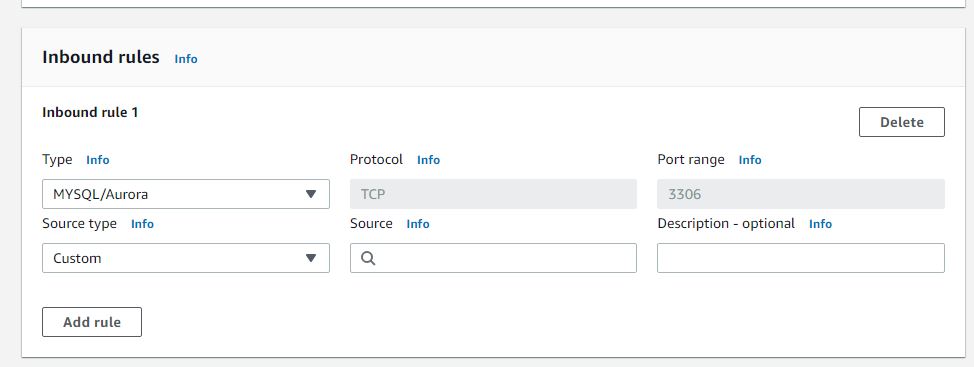 Inbound rules Info
Inbound rule 1
Delete
Type Info Protocol Info Port range Info
MYSQL/Aurora TCP 3306
Source type Info Source Info Description - optional Info
Custom
Add rule